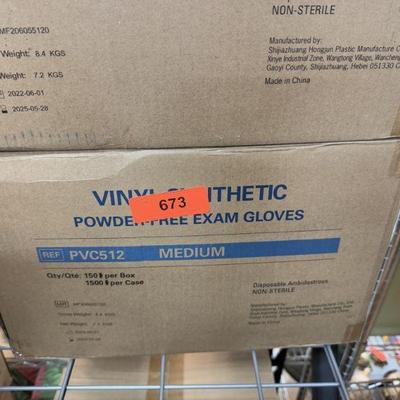 MF206055120
Weight: 8.4 KGS
Weight: 7.2 KGS
2022-06-01
2025-05-28
Disposable
NON-STERILE
Manufactured by:
Shijiazhuang Hongsen Plastic Manufacture C
Xinye Industrial Zone, Wangtong Village, Wancheng
Gaoyi County, Shijiazhuang, Hebei 051330 C
Made in China
673
VINYL SYNTHETIC
POWDER-FREE EXAM GLOVES
REF PVC512 MEDIUM
Qty/Qté: 150 per Box
1500 per Case
Disposable Ambidextrous
NON-STERILE